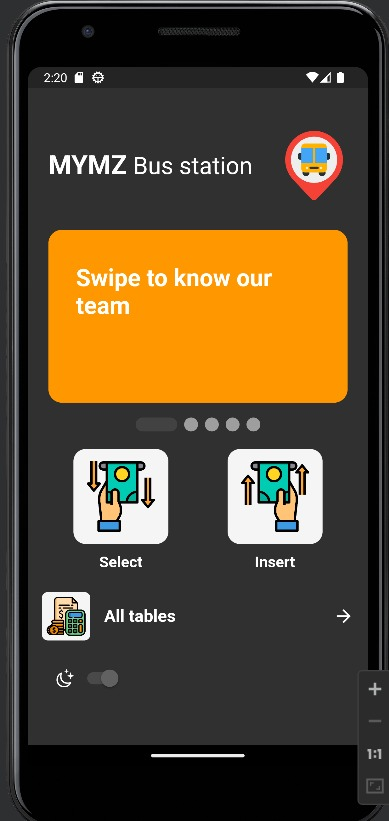 2:20
MYMZ Bus station
Swipe to know our
team
Select
Insert
All tables
1:1